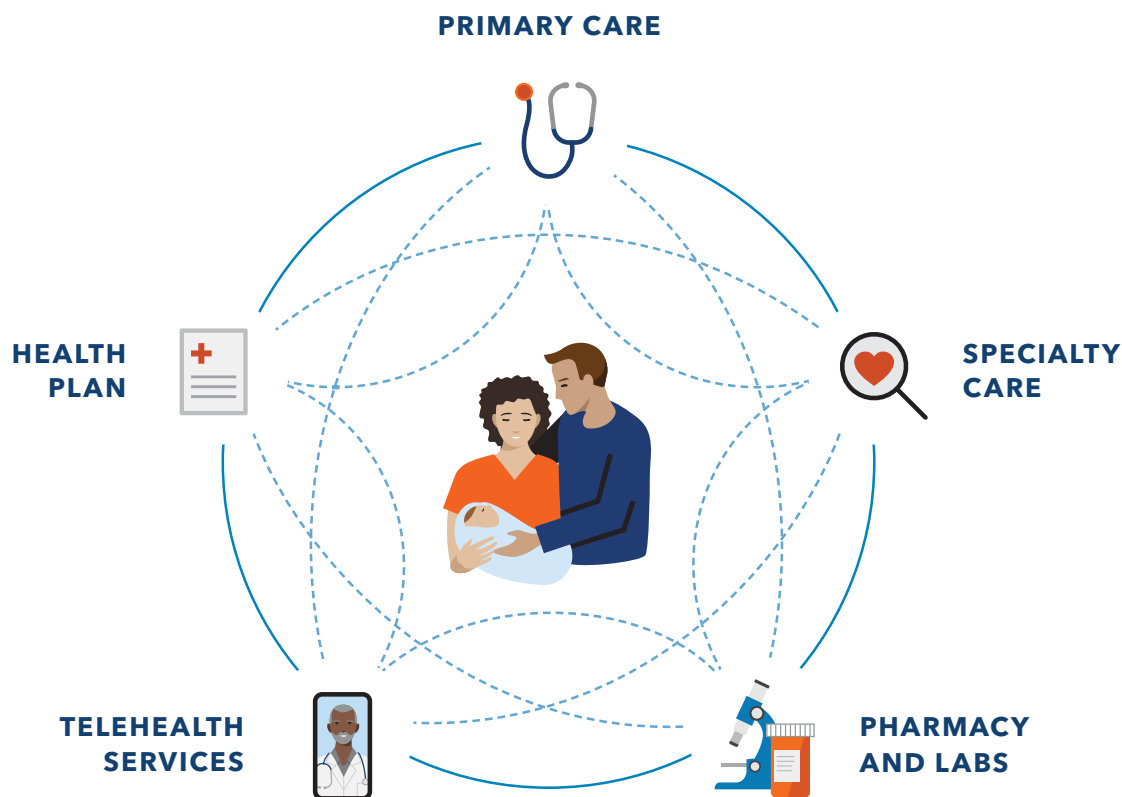 PRIMARY CARE
HEALTH
PLAN
SPECIALTY
CARE
TELEHEALTH
SERVICES
PHARMACY
AND LABS